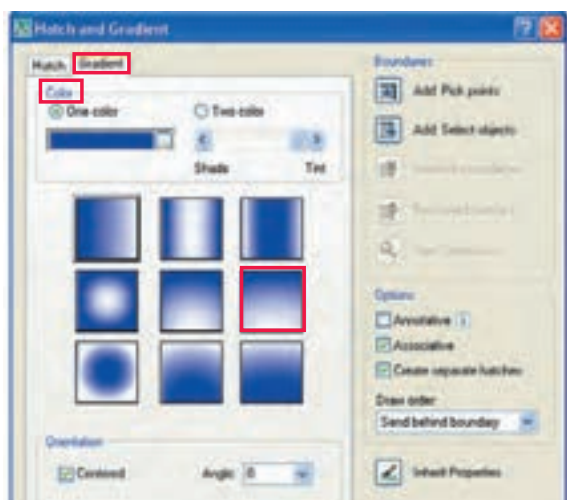 Hatch and Gradient
Hatch Gradient
Color
One color Two color
Shade Tint
Orientation
Centered Angle: 0
Boundaries
Add: Pick points
Add: Select objects
Options
Annotative
Associative
Create separate hatches
Draw order:
Send behind boundary
Inherit Properties